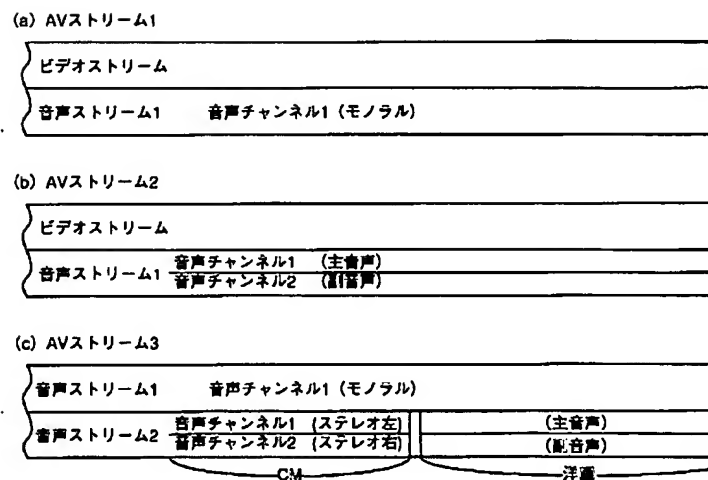 (a) AVストリーム1
ビデオストリーム
音声ストリーム1 音声チャンネル1（モノラル）
(b) AVストリーム2
ビデオストリーム
音声ストリーム1
音声チャンネル1 （主音声）
音声チャンネル2 （副音声）
(c) AVストリーム3
音声ストリーム1 音声チャンネル1（モノラル）
音声ストリーム2
音声チャンネル1 （ステレオ左） （主音声）
音声チャンネル2 （ステレオ右） （副音声）
CM 洋画